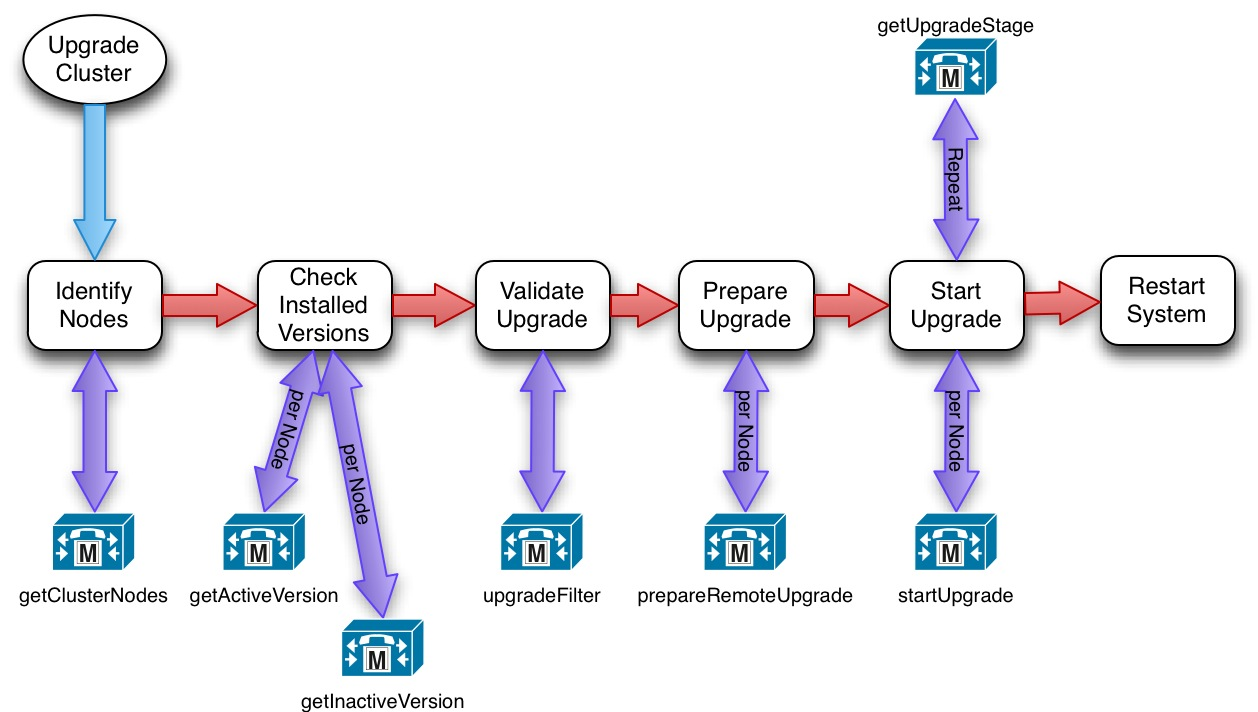 Upgrade
Cluster
getUpgradeStage
M
Repeat
Identify
Nodes
Check
Installed
Versions
Validate
Upgrade
Prepare
Upgrade
Start
Upgrade
Restart
System
per Node
per Node
per Node
per Node
M
M
M
M
M
getClusterNodes
getActiveVersion
upgradeFilter
prepareRemoteUpgrade
startUpgrade
M
getInactiveVersion